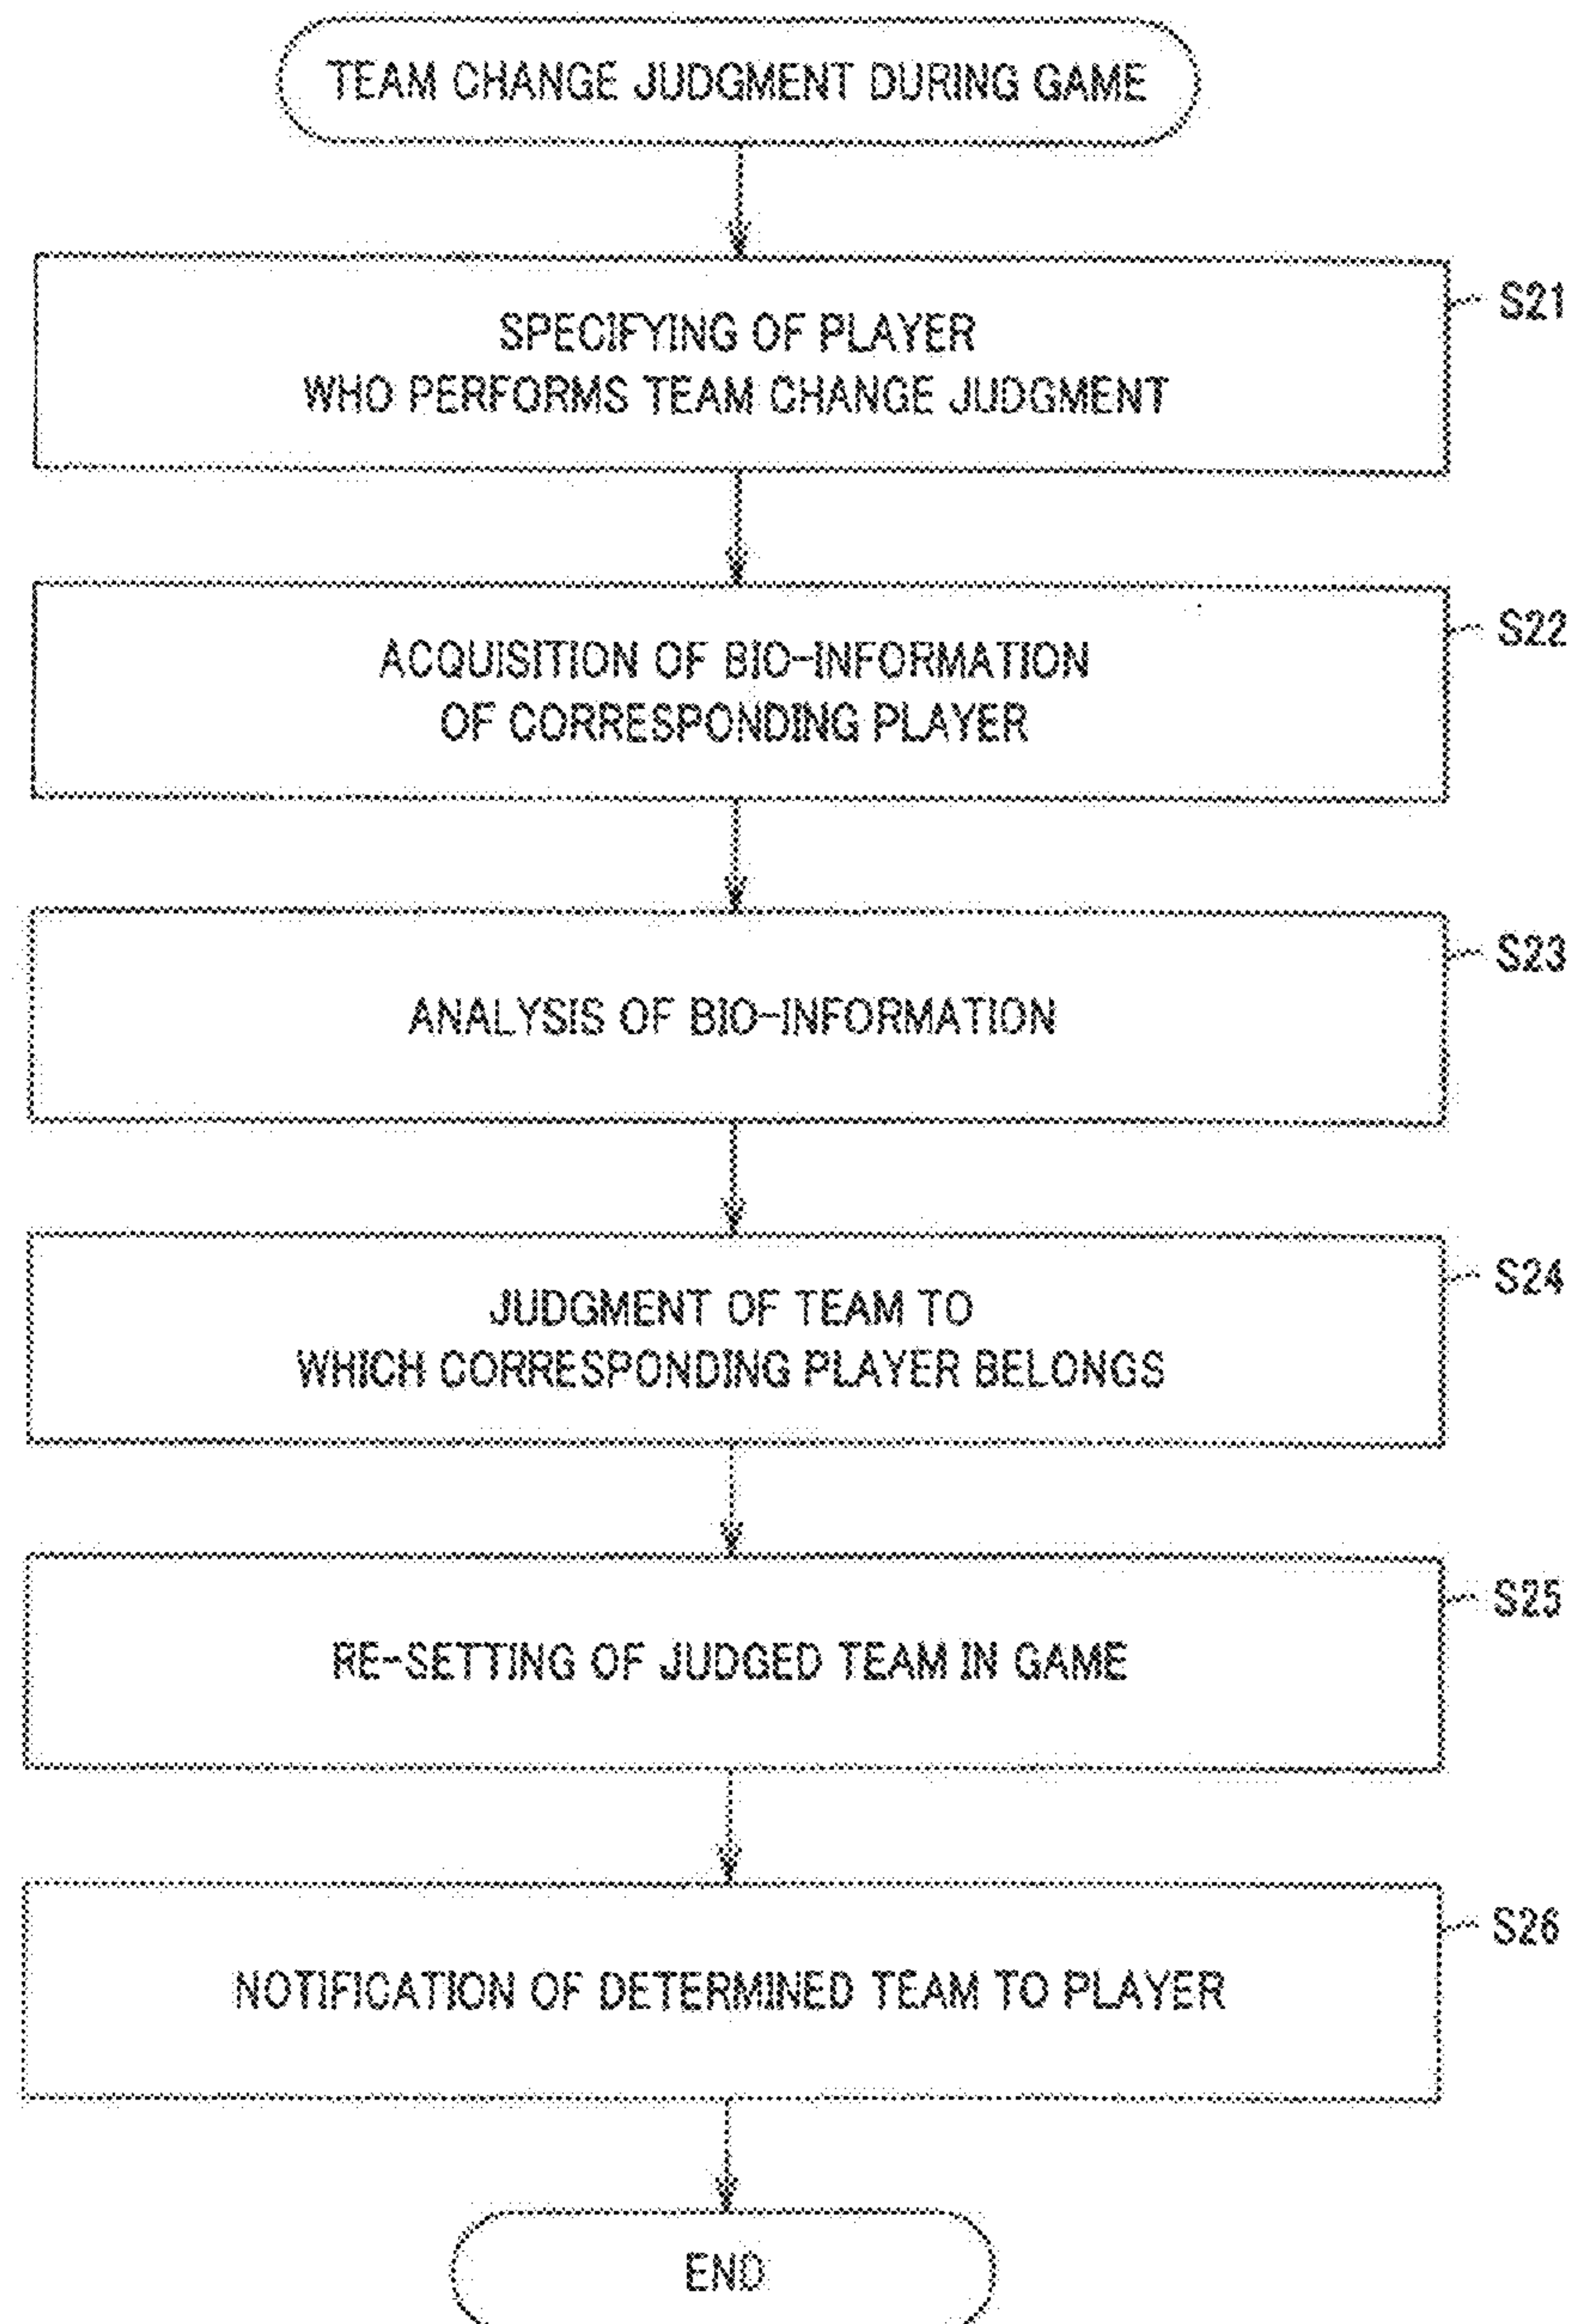 TEAM CHANGE JUDGMENT DURING GAME
SPECIFYING OF PLAYER
WHO PERFORMS TEAM CHANGE JUDGMENT
S21
ACQUISITION OF BIO-INFORMATION
OF CORRESPONDING PLAYER
S22
ANALYSIS OF BIO-INFORMATION
S23
JUDGMENT OF TEAM TO
WHICH CORRESPONDING PLAYER BELONGS
S24
RE-SETTING OF JUDGED TEAM IN GAME
S25
NOTIFICATION OF DETERMINED TEAM TO PLAYER
S26
END